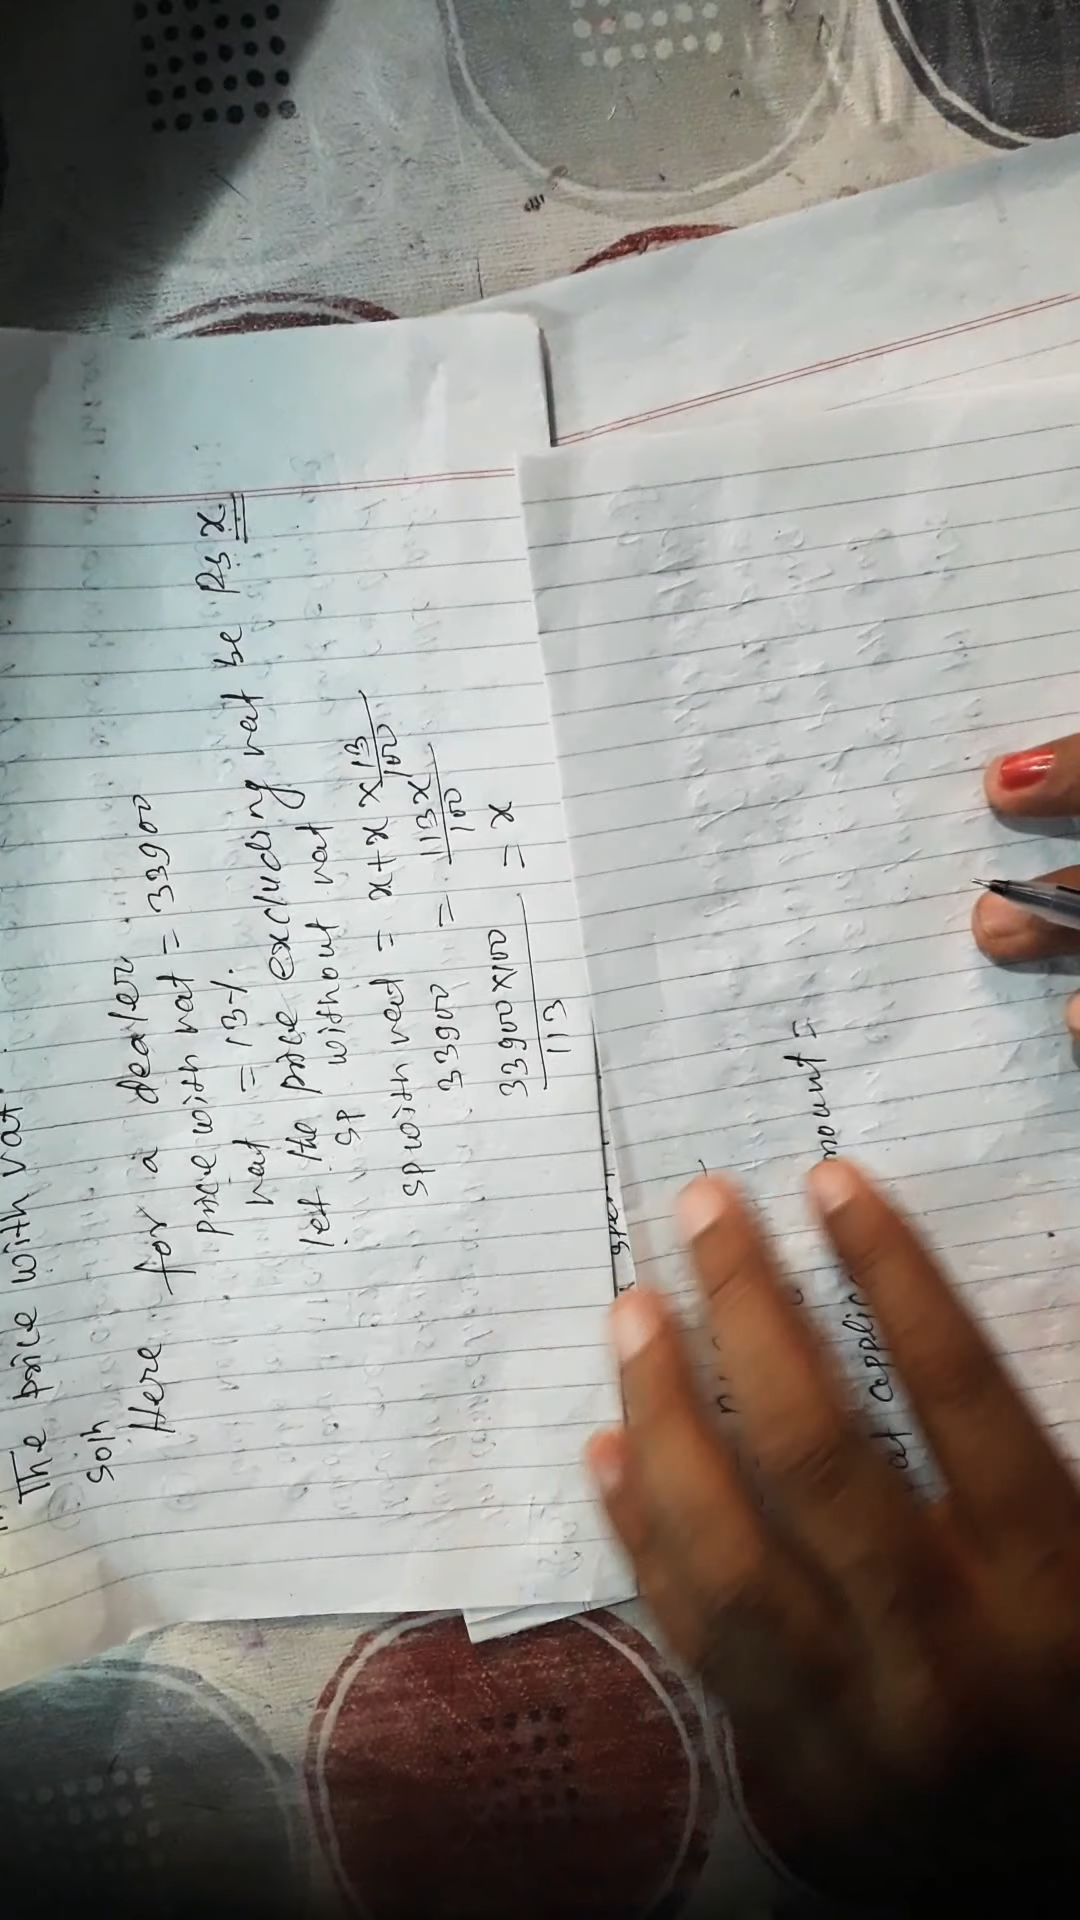 The price with vat.
Soln
Here for a dealer
price with vat = 33900
vat = 13%
let the price excluding vat be Rs x
SP without vat
SP with vat = x + x × 13/100
33900 = 113x/100
33900×100/113 = x
mount =
at applic